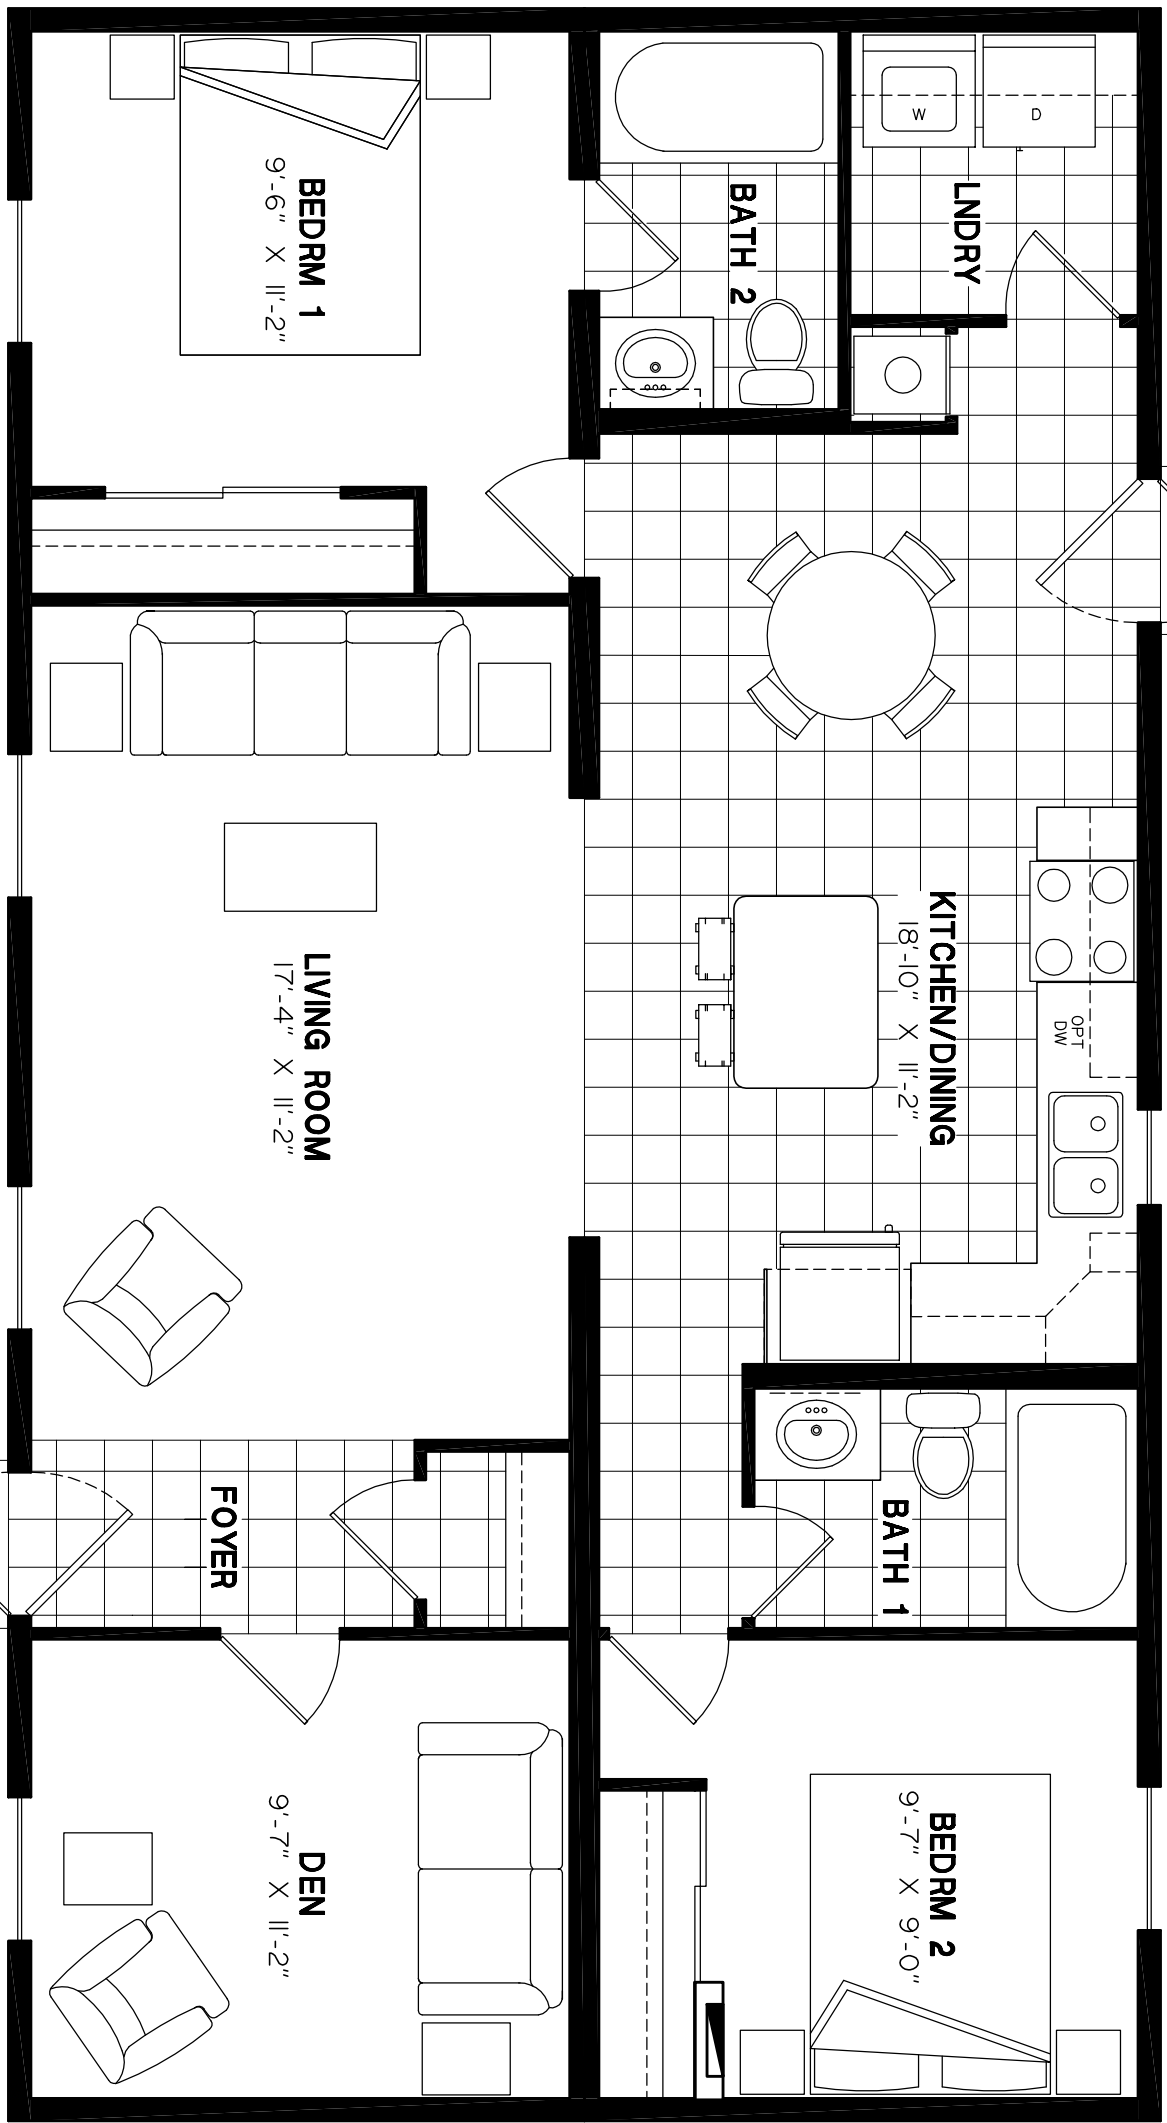 LNDRY
W
D
BATH 2
BEDRM 1
9'-6" X 11'-2"
KITCHEN/DINING
18'-10" X 11'-2"
OPT
DW
LIVING ROOM
17'-4" X 11'-2"
BATH 1
FOYER
BEDRM 2
9'-7" X 9'-0"
DEN
9'-7" X 11'-2"